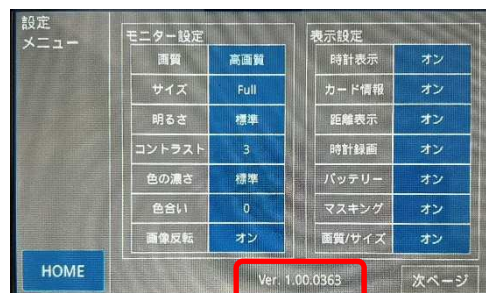 設定
メニュー
モニター設定
画質 高画質
サイズ Full
明るさ 標準
コントラスト 3
色の濃さ 標準
色合い 0
画像反転 オン
表示設定
時計表示 オン
カード情報 オン
距離表示 オン
時計録画 オン
バッテリー オン
マスキング オン
画質/サイズ オン
HOME
Ver. 1.00.0363
次ページ